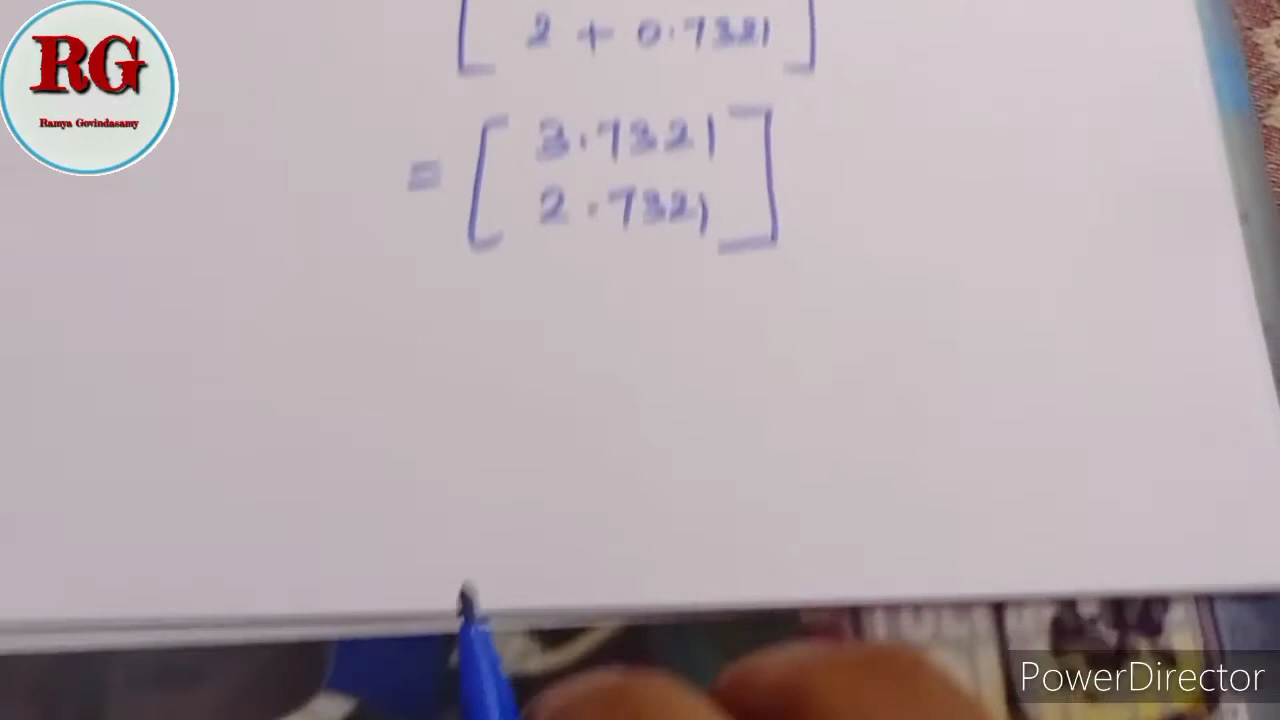 RG
Ramya Govindasamy
2 + 0.7321
3.7321
=
2.7321
PowerDirector